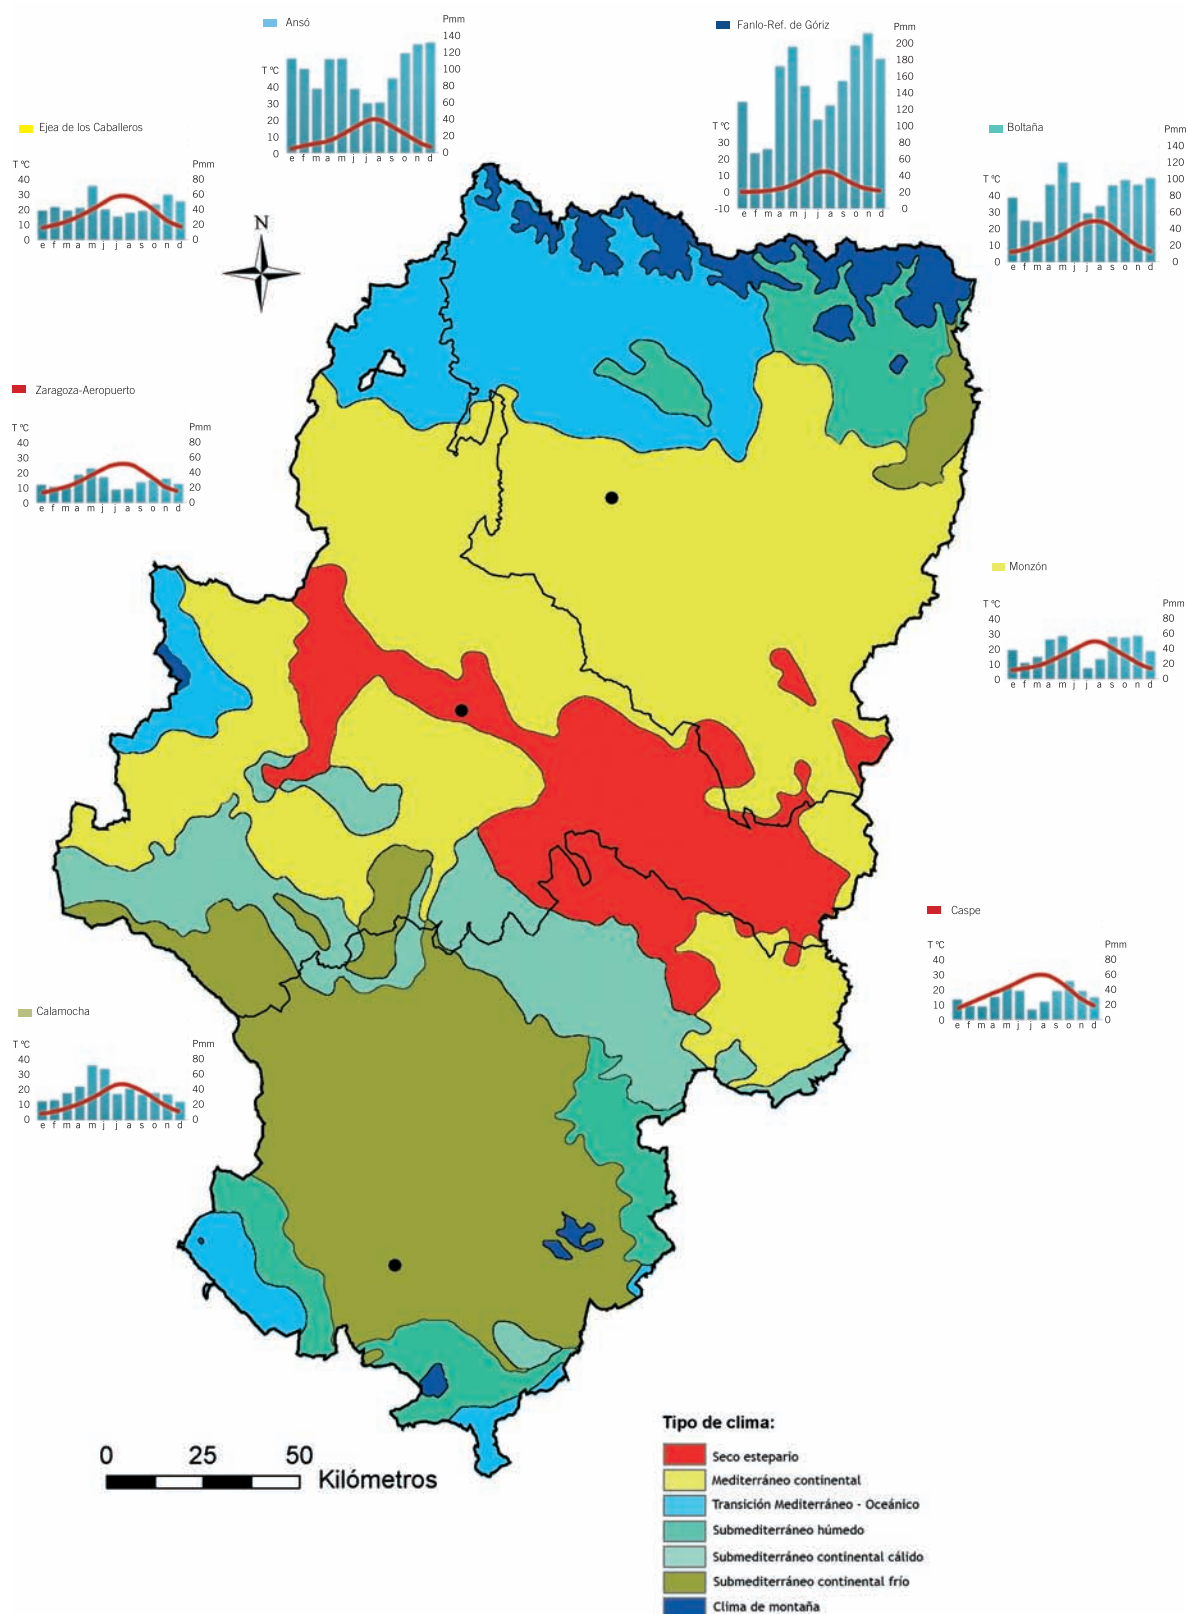 Ansó
Pmm
140
120
100
80
60
40
20
0
T ºC
40
30
20
10
0
e f m a m j j a s o n d
Fanlo-Ref. de Góriz
200
180
160
140
120
100
80
60
40
20
0
T ºC
30
20
10
0
-10
e f m a m j j a s o n d
Ejea de los Caballeros
T ºC
40
30
20
10
0
Pmm
80
60
40
20
0
e f m a m j j a s o n d
Boltaña
Pmm
140
120
100
80
60
40
20
0
T ºC
40
30
20
10
0
e f m a m j j a s o n d
N
Zaragoza-Aeropuerto
T ºC
40
30
20
10
0
Pmm
80
60
40
20
0
e f m a m j j a s o n d
Monzón
T ºC
40
30
20
10
0
Pmm
80
60
40
20
0
e f m a m j j a s o n d
Caspe
T ºC
40
30
20
10
0
Pmm
80
60
40
20
0
e f m a m j j a s o n d
Calamocha
T ºC
40
30
20
10
0
Pmm
80
60
40
20
0
e f m a m j j a s o n d
0 25 50
Kilómetros
Tipo de clima:
Seco estepario
Mediterráneo continental
Transición Mediterráneo - Oceánico
Submediterráneo húmedo
Submediterráneo continental cálido
Submediterráneo continental frío
Clima de montaña